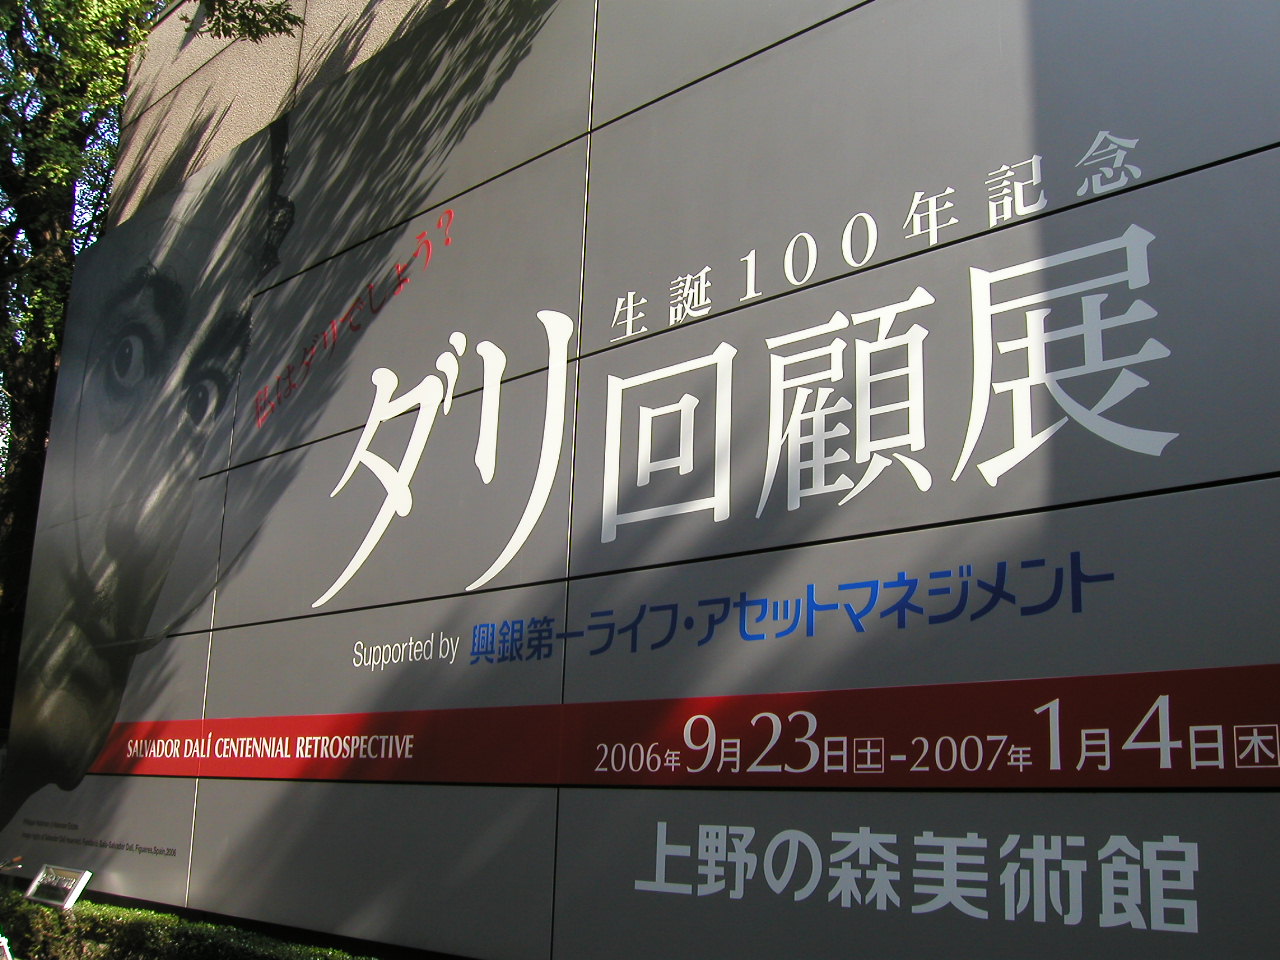 私はダリでしょう?
生誕100年記念
ダリ回顧展
Supported by 興銀第一ライフ・アセットマネジメント
SALVADOR DALÍ CENTENNIAL RETROSPECTIVE
2006年9月23日土-2007年1月4日木
上野の森美術館